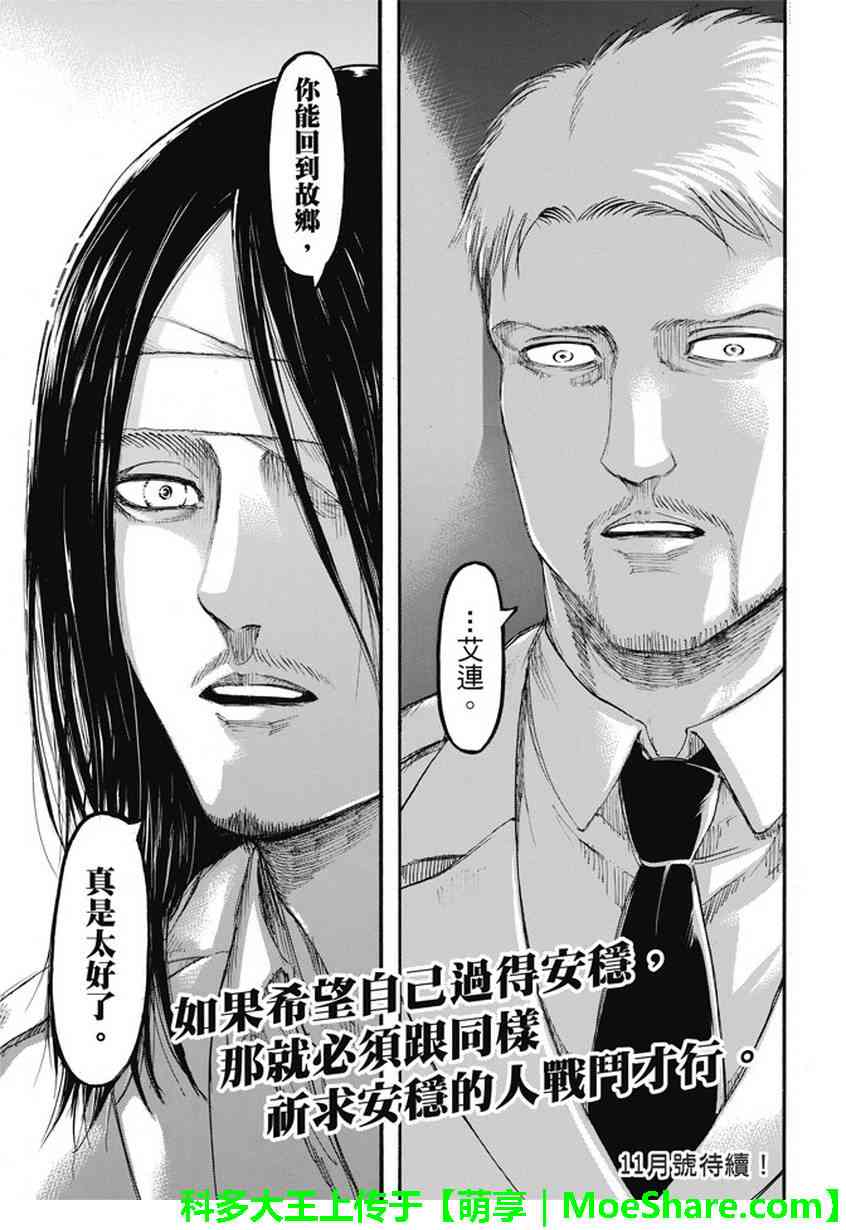 …艾連。
你能回到故鄉，
真是太好了。
如果希望自己過得安穩，
那就必須跟同樣
祈求安穩的人戰鬥才行。
11月號待續！
科多大王上传于【萌享｜MoeShare.com】